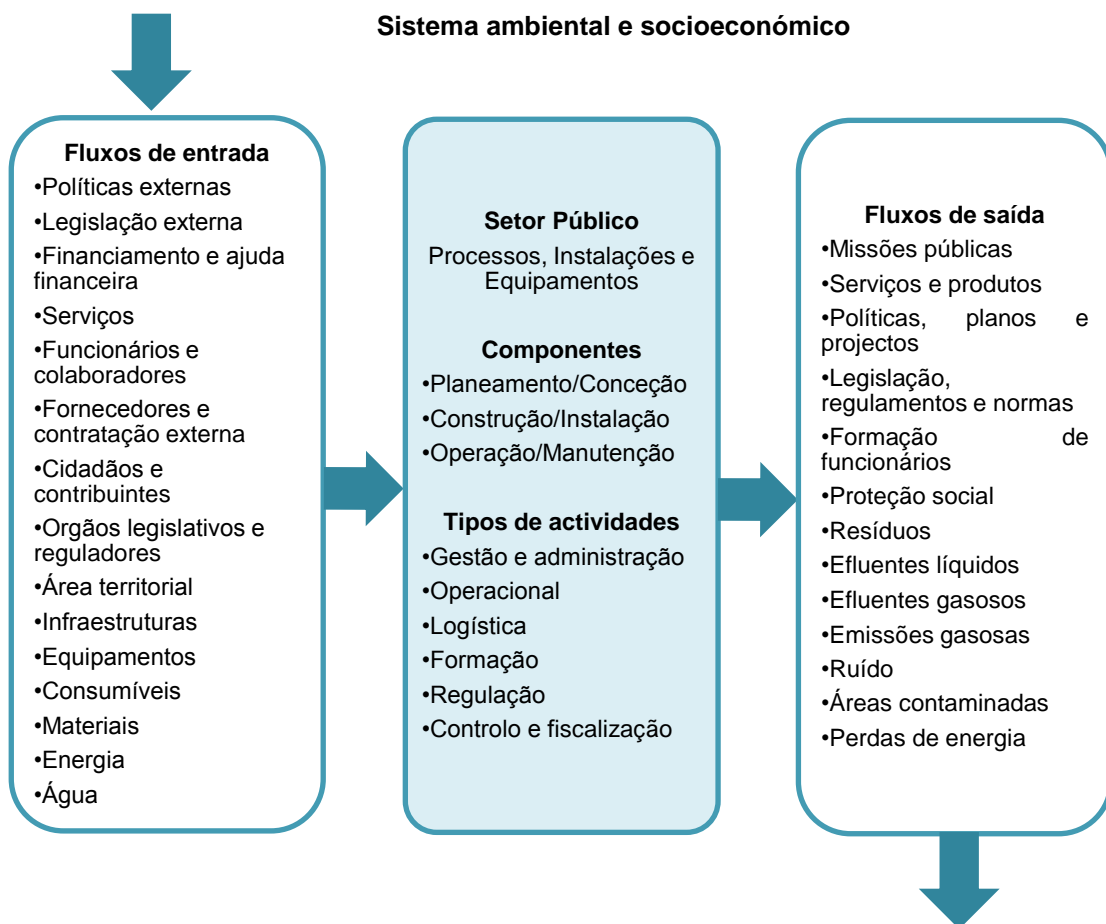 Sistema ambiental e socioeconómico
Fluxos de entrada
•Políticas externas
•Legislação externa
•Financiamento e ajuda
financeira
•Serviços
•Funcionários e
colaboradores
•Fornecedores e
contratação externa
•Cidadãos e
contribuintes
•Orgãos legislativos e
reguladores
•Área territorial
•Infraestruturas
•Equipamentos
•Consumíveis
•Materiais
•Energia
•Água
Setor Público
Processos, Instalações e
Equipamentos
Componentes
•Planeamento/Conceção
•Construção/Instalação
•Operação/Manutenção
Tipos de actividades
•Gestão e administração
•Operacional
•Logística
•Formação
•Regulação
•Controlo e fiscalização
Fluxos de saída
•Missões públicas
•Serviços e produtos
•Políticas, planos e
projectos
•Legislação,
regulamentos e normas
•Formação de
funcionários
•Proteção social
•Resíduos
•Efluentes líquidos
•Efluentes gasosos
•Emissões gasosas
•Ruído
•Áreas contaminadas
•Perdas de energia